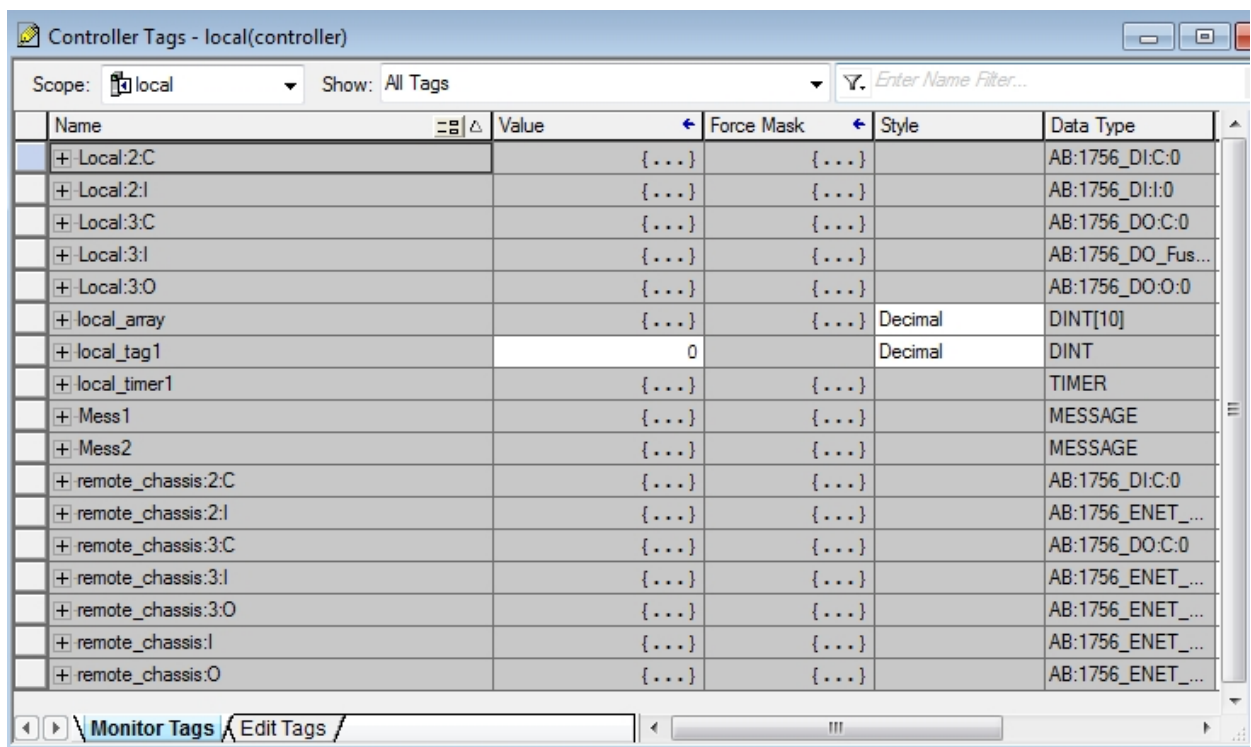 Controller Tags - local(controller)
Scope: local Show: All Tags Enter Name Filter...
Name Value Force Mask Style Data Type
Local:2:C {...} {...} AB:1756_DI:C:0
Local:2:I {...} {...} AB:1756_DI:I:0
Local:3:C {...} {...} AB:1756_DO:C:0
Local:3:I {...} {...} AB:1756_DO_Fus...
Local:3:O {...} {...} AB:1756_DO:O:0
local_array {...} {...} Decimal DINT[10]
local_tag1 0 Decimal DINT
local_timer1 {...} {...} TIMER
Mess1 {...} {...} MESSAGE
Mess2 {...} {...} MESSAGE
remote_chassis:2:C {...} {...} AB:1756_DI:C:0
remote_chassis:2:I {...} {...} AB:1756_ENET_...
remote_chassis:3:C {...} {...} AB:1756_DO:C:0
remote_chassis:3:I {...} {...} AB:1756_ENET_...
remote_chassis:3:O {...} {...} AB:1756_ENET_...
remote_chassis:I {...} {...} AB:1756_ENET_...
remote_chassis:O {...} {...} AB:1756_ENET_...
Monitor Tags Edit Tags